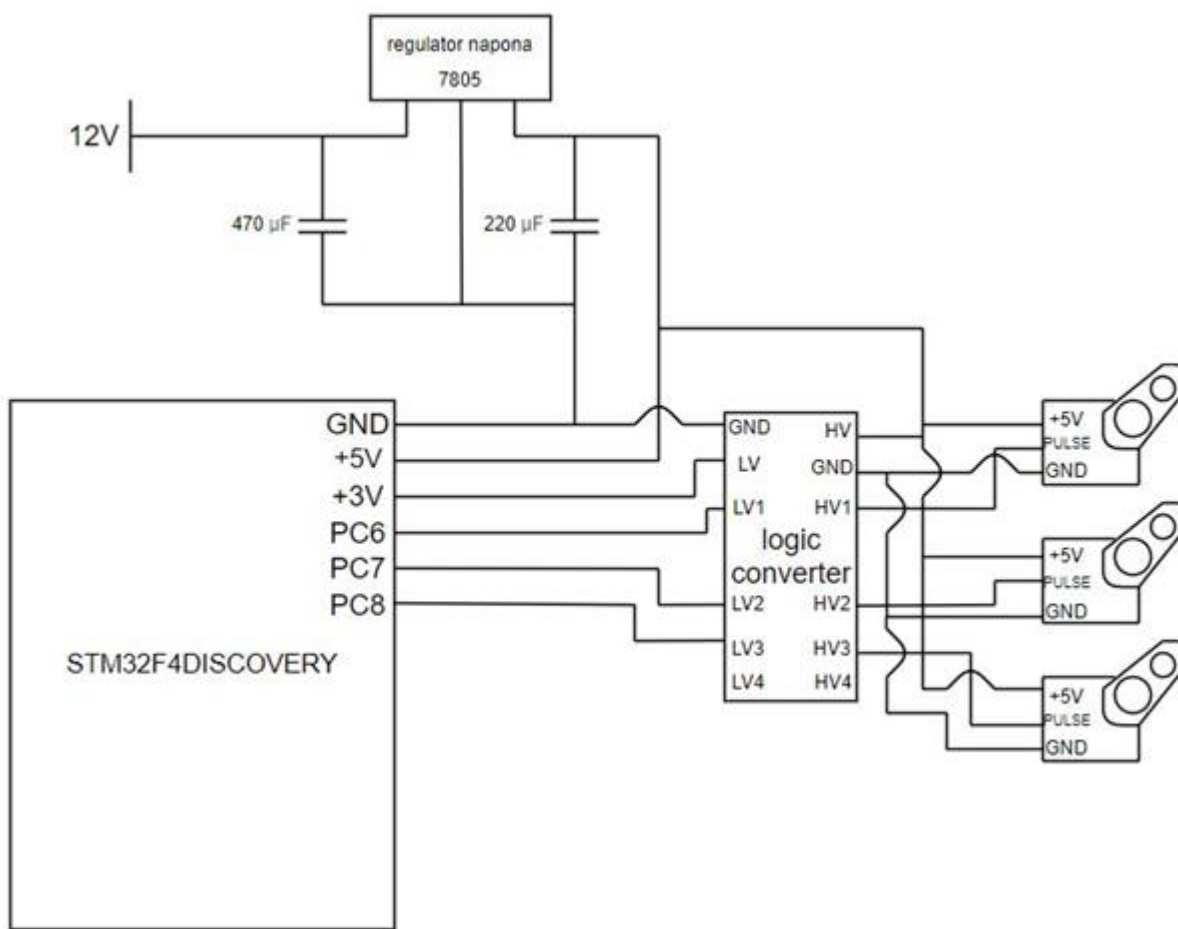 regulator napona
7805
12V
470 µF
220 µF
GND
+5V
+3V
PC6
PC7
PC8
STM32F4DISCOVERY
GND
LV
LV1
LV2
LV3
LV4
HV
GND
HV1
HV2
HV3
HV4
logic
converter
+5V
PULSE
GND
+5V
PULSE
GND
+5V
PULSE
GND